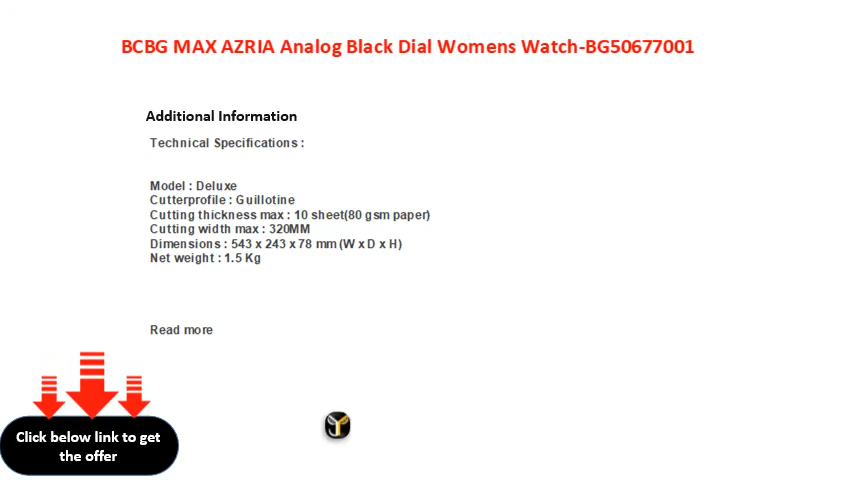 BCBG MAX AZRIA Analog Black Dial Womens Watch-BG50677001
Additional Information
Technical Specifications :
Model : Deluxe
Cutterprofile : Guillotine
Cutting thickness max : 10 sheet(80 gsm paper)
Cutting width max : 320MM
Dimensions : 543 x 243 x 78 mm (W x D x H)
Net weight : 1.5 Kg
Read more
Click below link to get
the offer